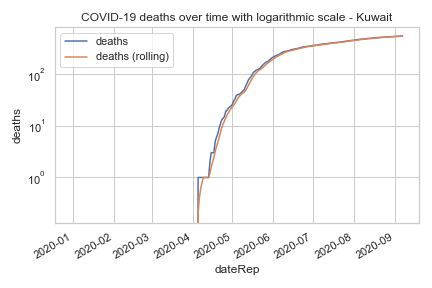 COVID-19 deaths over time with logarithmic scale - Kuwait
deaths
deaths (rolling)
10²
10¹
10⁰
deaths
2020-01
2020-02
2020-03
2020-04
2020-05
2020-06
2020-07
2020-08
2020-09
dateRep